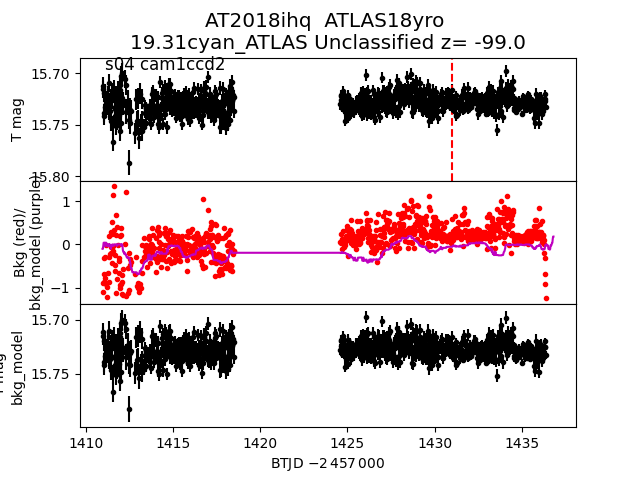 AT2018ihq ATLAS18yro
19.31cyan_ATLAS Unclassified z= -99.0
s04 cam1ccd2
15.70
15.75
15.80
T mag
1
0
−1
Bkg (red)/
bkg_model (purple)
15.70
15.75
bkg_model
1410
1415
1420
1425
1430
1435
BTJD −2 457 000